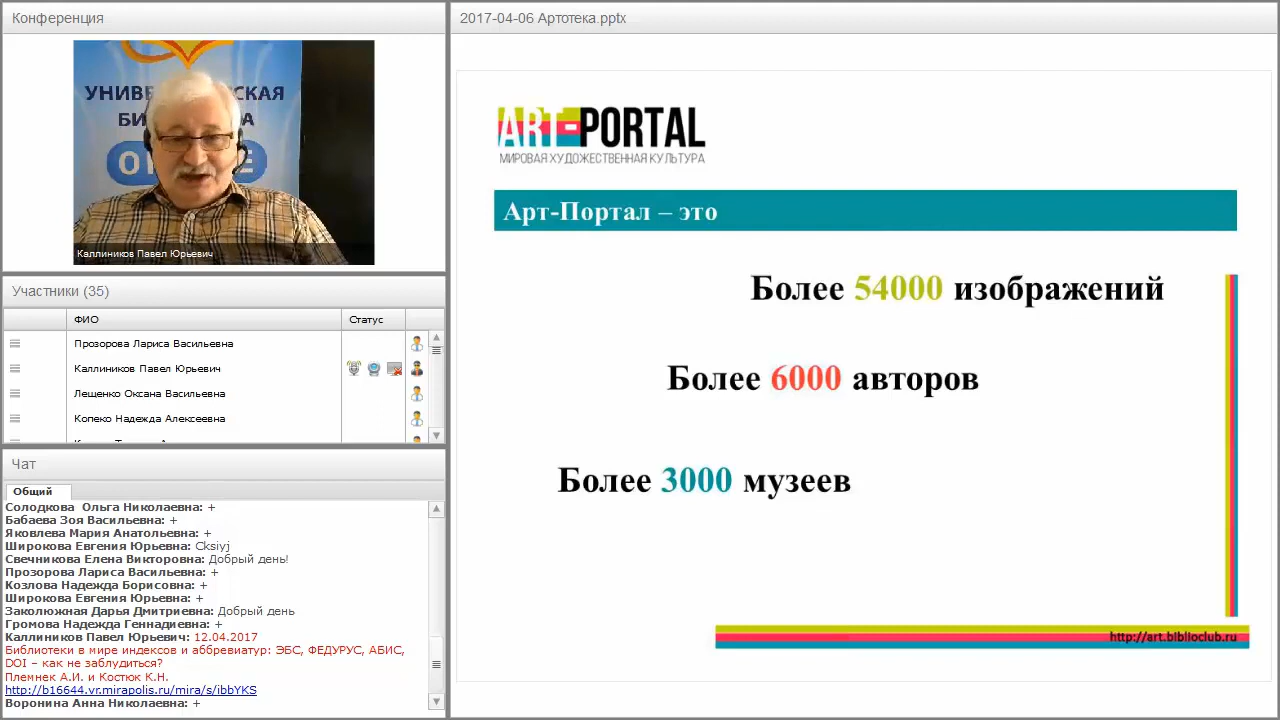 Конференция
УНИВЕ СКАЯ
Каллиников Павел Юрьевич
Участники (35)
ФИО
Статус
Прозорова Лариса Васильевна
Каллиников Павел Юрьевич
Лещенко Оксана Васильевна
Копеко Надежда Алексеевна
Чат
Общий
Солодкова Ольга Николаевна: +
Бабаева Зоя Васильевна: +
Яковлева Мария Анатольевна: +
Широкова Евгения Юрьевна: Cksiyj
Свечникова Елена Викторовна: Добрый день!
Прозорова Лариса Васильевна: +
Козлова Надежда Борисовна: +
Широкова Евгения Юрьевна: +
Заколюжная Дарья Дмитриевна: Добрый день
Громова Надежда Геннадиевна: +
Каллиников Павел Юрьевич: 12.04.2017
Библиотеки в мире индексов и аббревиатур: ЭБС, ФЕДУРУС, АБИС,
DOI – как не заблудиться?
Племнек А.И. и Костюк К.Н.
http://b16644.vr.mirapolis.ru/mira/s/ibbYKS
Воронина Анна Николаевна: +
2017-04-06 Артотека.pptx
ART-PORTAL
МИРОВАЯ ХУДОЖЕСТВЕННАЯ КУЛЬТУРА
Арт-Портал – это
Более 54000 изображений
Более 6000 авторов
Более 3000 музеев
http://art.biblioclub.ru